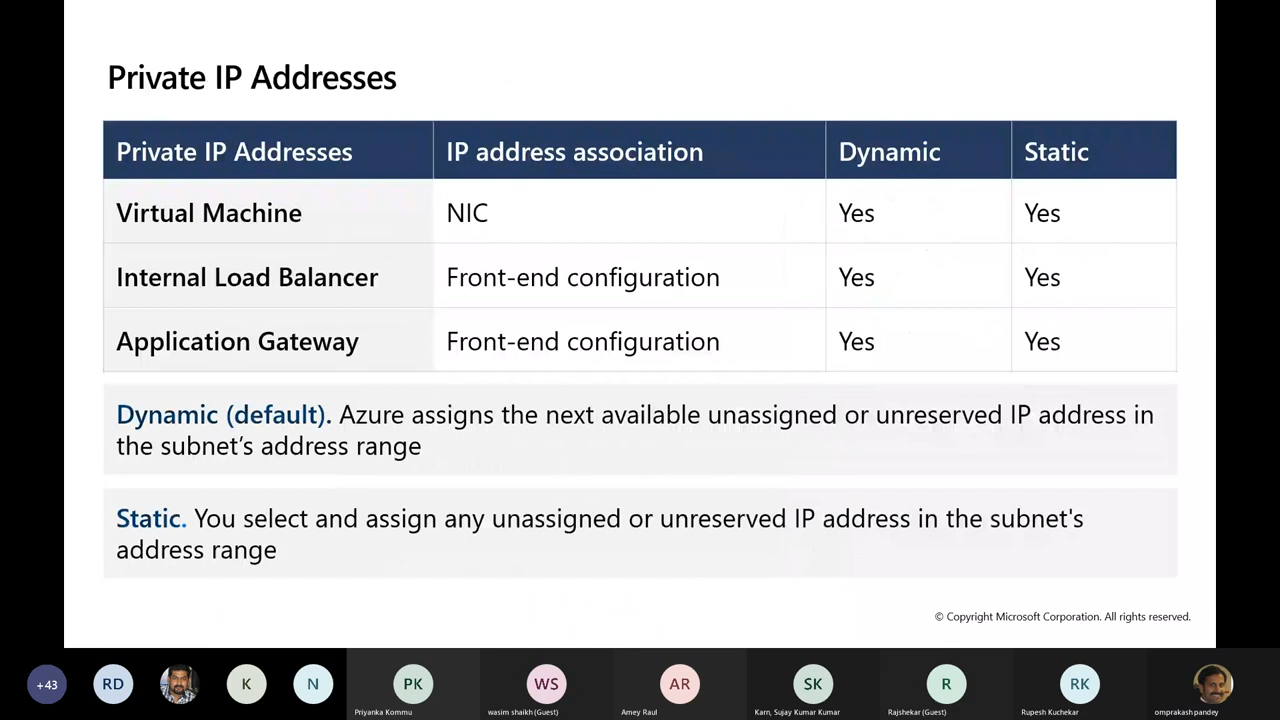 Private IP Addresses
Private IP Addresses IP address association Dynamic Static
Virtual Machine NIC Yes Yes
Internal Load Balancer Front-end configuration Yes Yes
Application Gateway Front-end configuration Yes Yes
Dynamic (default). Azure assigns the next available unassigned or unreserved IP address in
the subnet’s address range
Static. You select and assign any unassigned or unreserved IP address in the subnet's
address range
© Copyright Microsoft Corporation. All rights reserved.
+43 RD K N PK WS AR SK R RK
Priyanka Kommu wasim shaikh (Guest) Amey Raul Karn, Sujay Kumar Kumar Rajshekar (Guest) Rupesh Kuchekar omprakash pandey